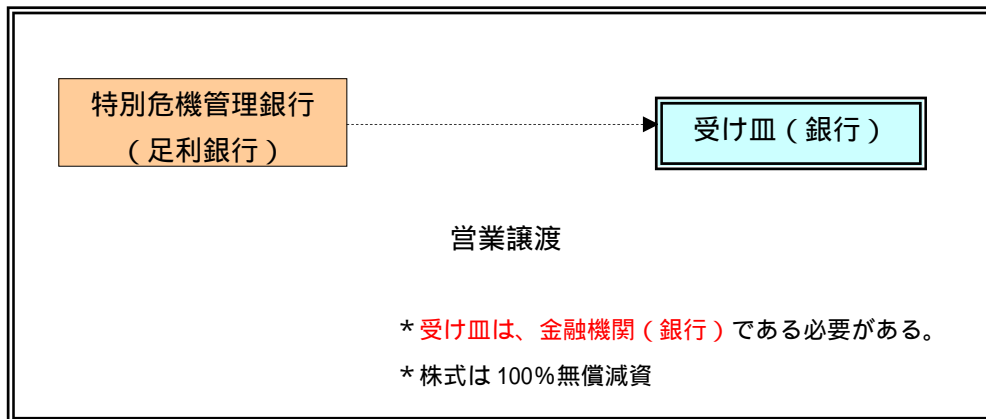 特別危機管理銀行
（足利銀行）
受け皿（銀行）
営業譲渡
＊受け皿は、金融機関（銀行）である必要がある。
＊株式は 100％無償減資